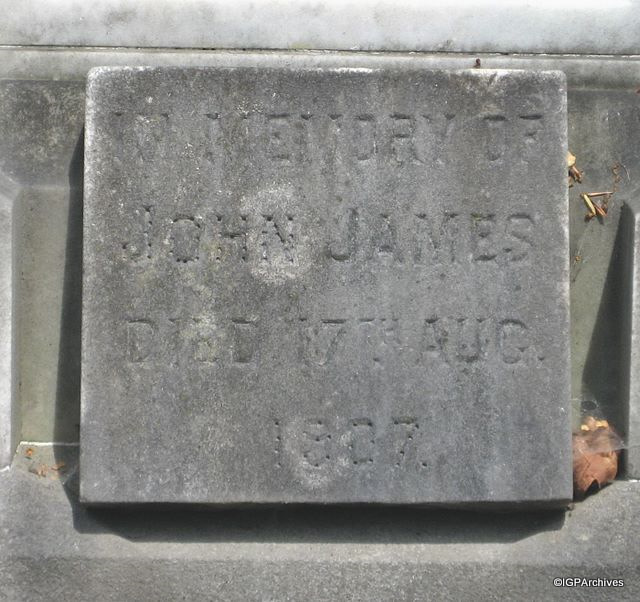 IN MEMORY OF
JOHN JAMES
DIED 17TH AUG.
©IGPArchives